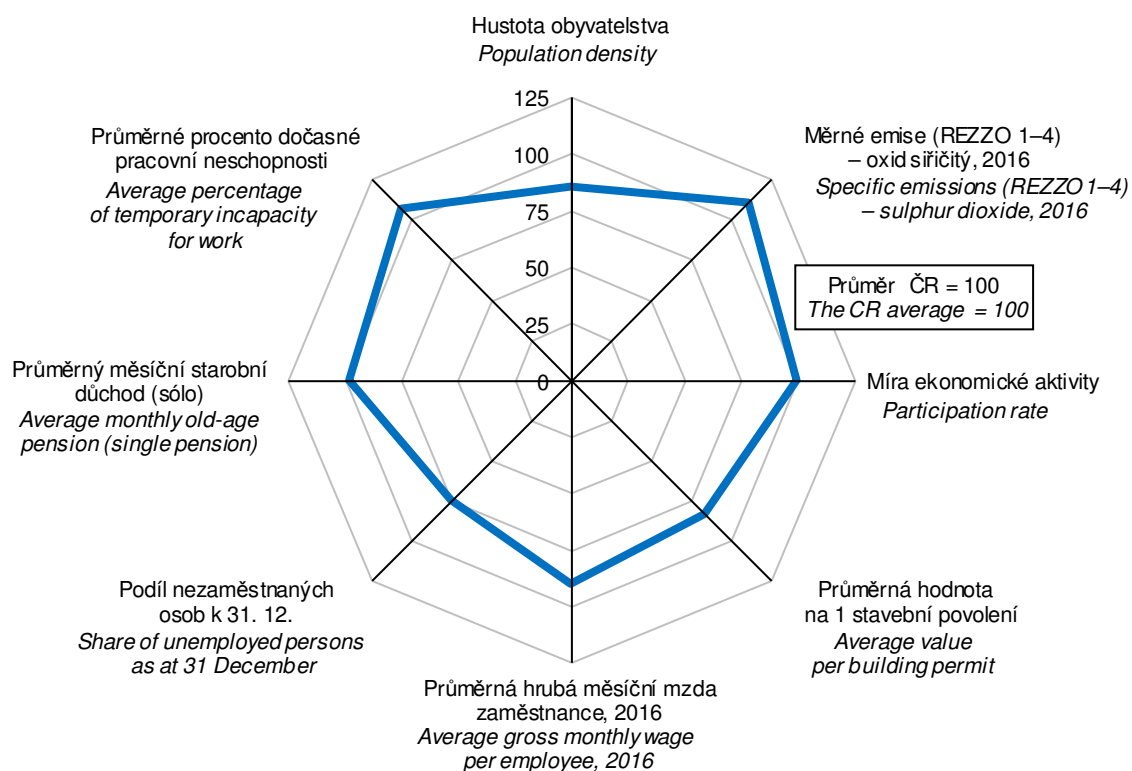 Hustota obyvatelstva
Population density
125
100
75
50
25
0
Měrné emise (REZZO 1–4)
– oxid siřičitý, 2016
Specific emissions (REZZO 1–4)
– sulphur dioxide, 2016
Průměr ČR = 100
The CR average = 100
Míra ekonomické aktivity
Participation rate
Průměrná hodnota
na 1 stavební povolení
Average value
per building permit
Průměrná hrubá měsíční mzda
zaměstnance, 2016
Average gross monthly wage
per employee, 2016
Podíl nezaměstnaných
osob k 31. 12.
Share of unemployed persons
as at 31 December
Průměrný měsíční starobní
důchod (sólo)
Average monthly old-age
pension (single pension)
Průměrné procento dočasné
pracovní neschopnosti
Average percentage
of temporary incapacity
for work